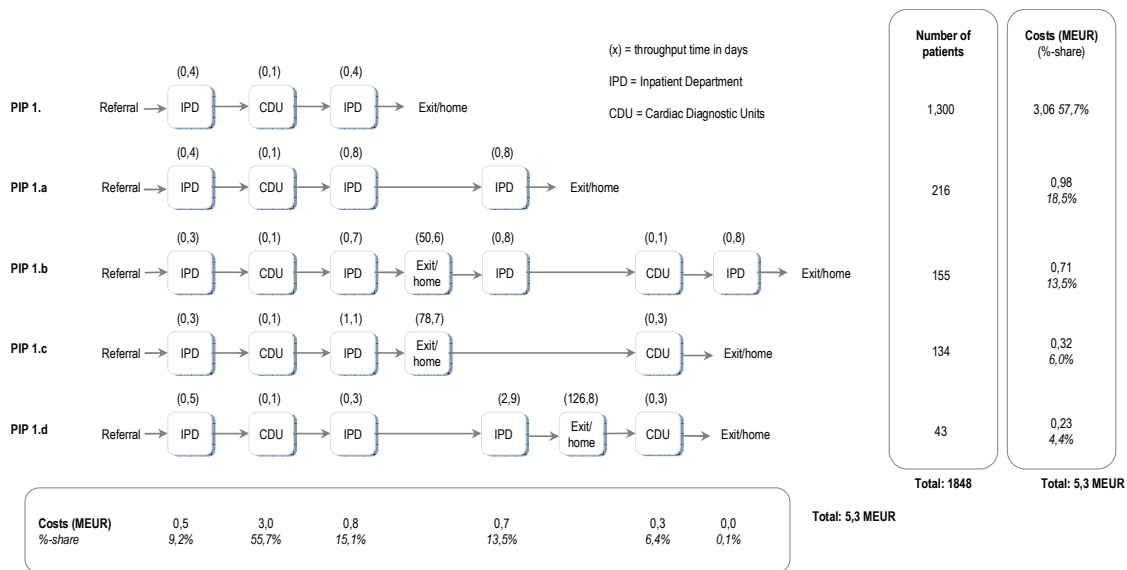 (x) = throughput time in days
IPD = Inpatient Department
CDU = Cardiac Diagnostic Units
Number of
patients
Costs (MEUR)
(%-share)
(0,4) (0,1) (0,4)
PIP 1. Referral IPD CDU IPD Exit/home 1,300 3,06 57,7%
(0,4) (0,1) (0,8) (0,8)
PIP 1.a Referral IPD CDU IPD IPD Exit/home 216 0,98
18,5%
(0,3) (0,1) (0,7) (50,6) (0,8) (0,1) (0,8)
PIP 1.b Referral IPD CDU IPD Exit/
home IPD CDU IPD Exit/home 155 0,71
13,5%
(0,3) (0,1) (1,1) (78,7) (0,3)
PIP 1.c Referral IPD CDU IPD Exit/
home CDU Exit/home 134 0,32
6,0%
(0,5) (0,1) (0,3) (2,9) (126,8) (0,3)
PIP 1.d Referral IPD CDU IPD IPD Exit/
home CDU Exit/home 43 0,23
4,4%
Total: 1848 Total: 5,3 MEUR
Costs (MEUR) 0,5 3,0 0,8 0,7 0,3 0,0
%-share 9,2% 55,7% 15,1% 13,5% 6,4% 0,1%
Total: 5,3 MEUR